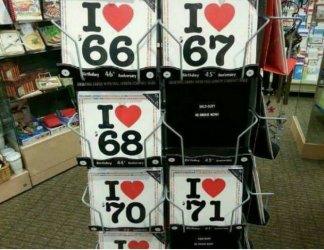 I ❤
66
Birthday 46th Anniversary
I ❤
67
Birthday 45th Anniversary
I ❤
68
Birthday 44th Anniversary
SOLD OUT!
RE-ORDER NOW!
I ❤
'70
I ❤
'71
I ❤